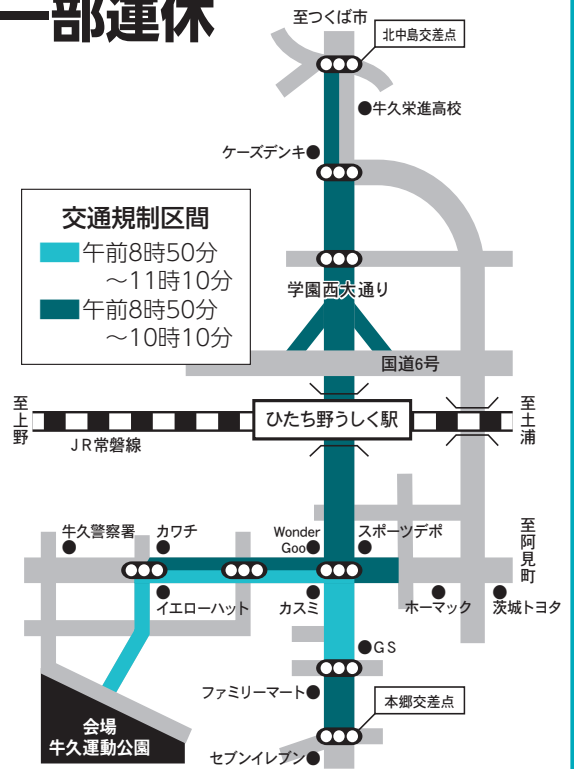 一部運休
至つくば市
北中島交差点
牛久栄進高校
ケーズデンキ
交通規制区間
午前8時50分
～11時10分
午前8時50分
～10時10分
学園西大通り
国道6号
至上野
ひたち野うしく駅
至土浦
JR常磐線
牛久警察署
カワチ
Wonder
Goo
スポーツデポ
至阿見町
イエローハット
カスミ
ホーマック
茨城トヨタ
GS
ファミリーマート
本郷交差点
会場
牛久運動公園
セブンイレブン